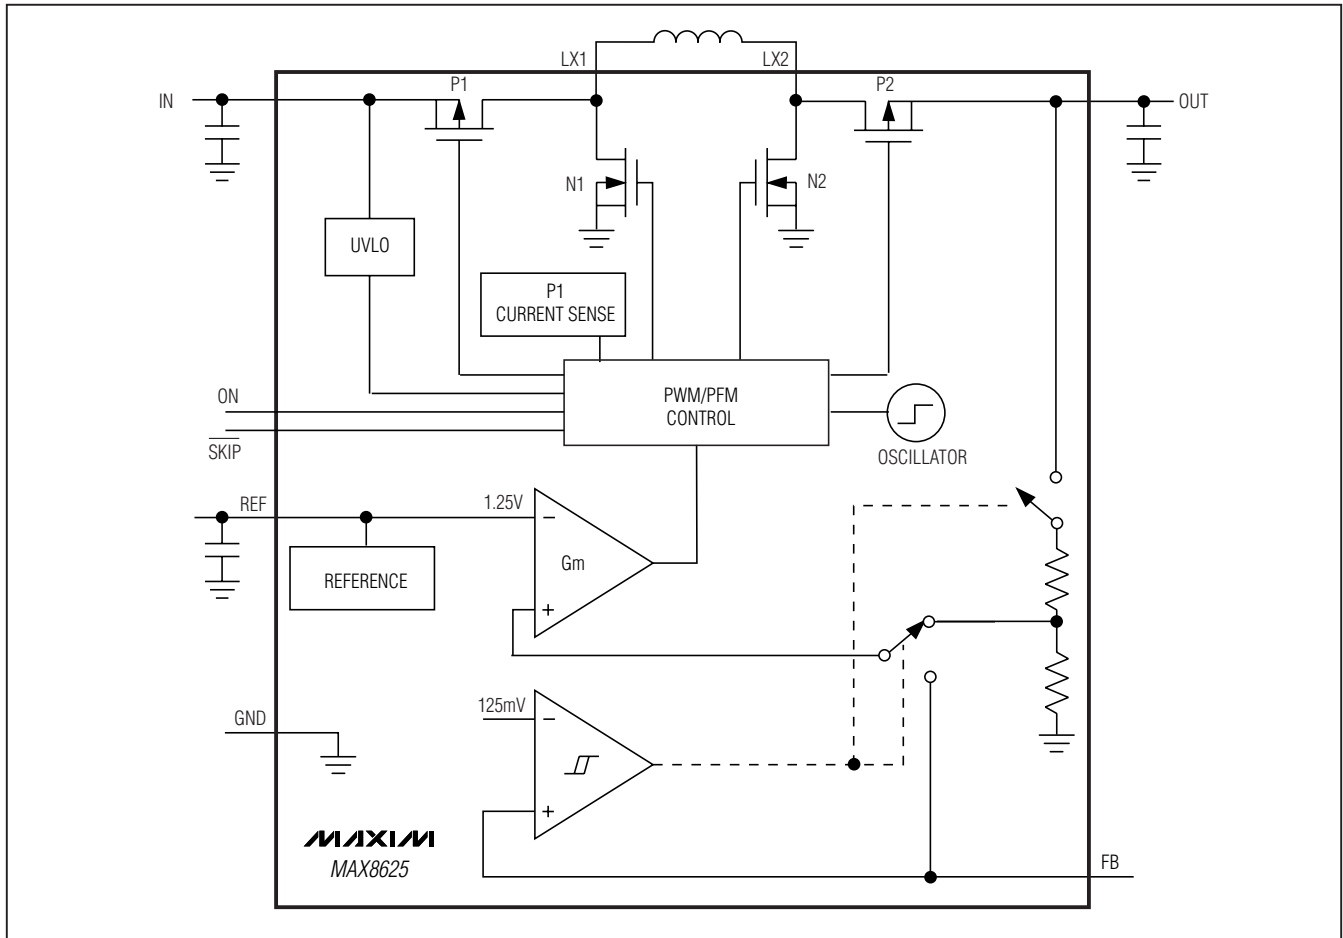 LX1
LX2
P1
P2
IN
OUT
N1
N2
UVLO
P1
CURRENT SENSE
PWM/PFM
CONTROL
ON
SKIP
OSCILLATOR
REF
1.25V
−
Gm
+
REFERENCE
125mV
−
+
GND
MAXIM
MAX8625
FB